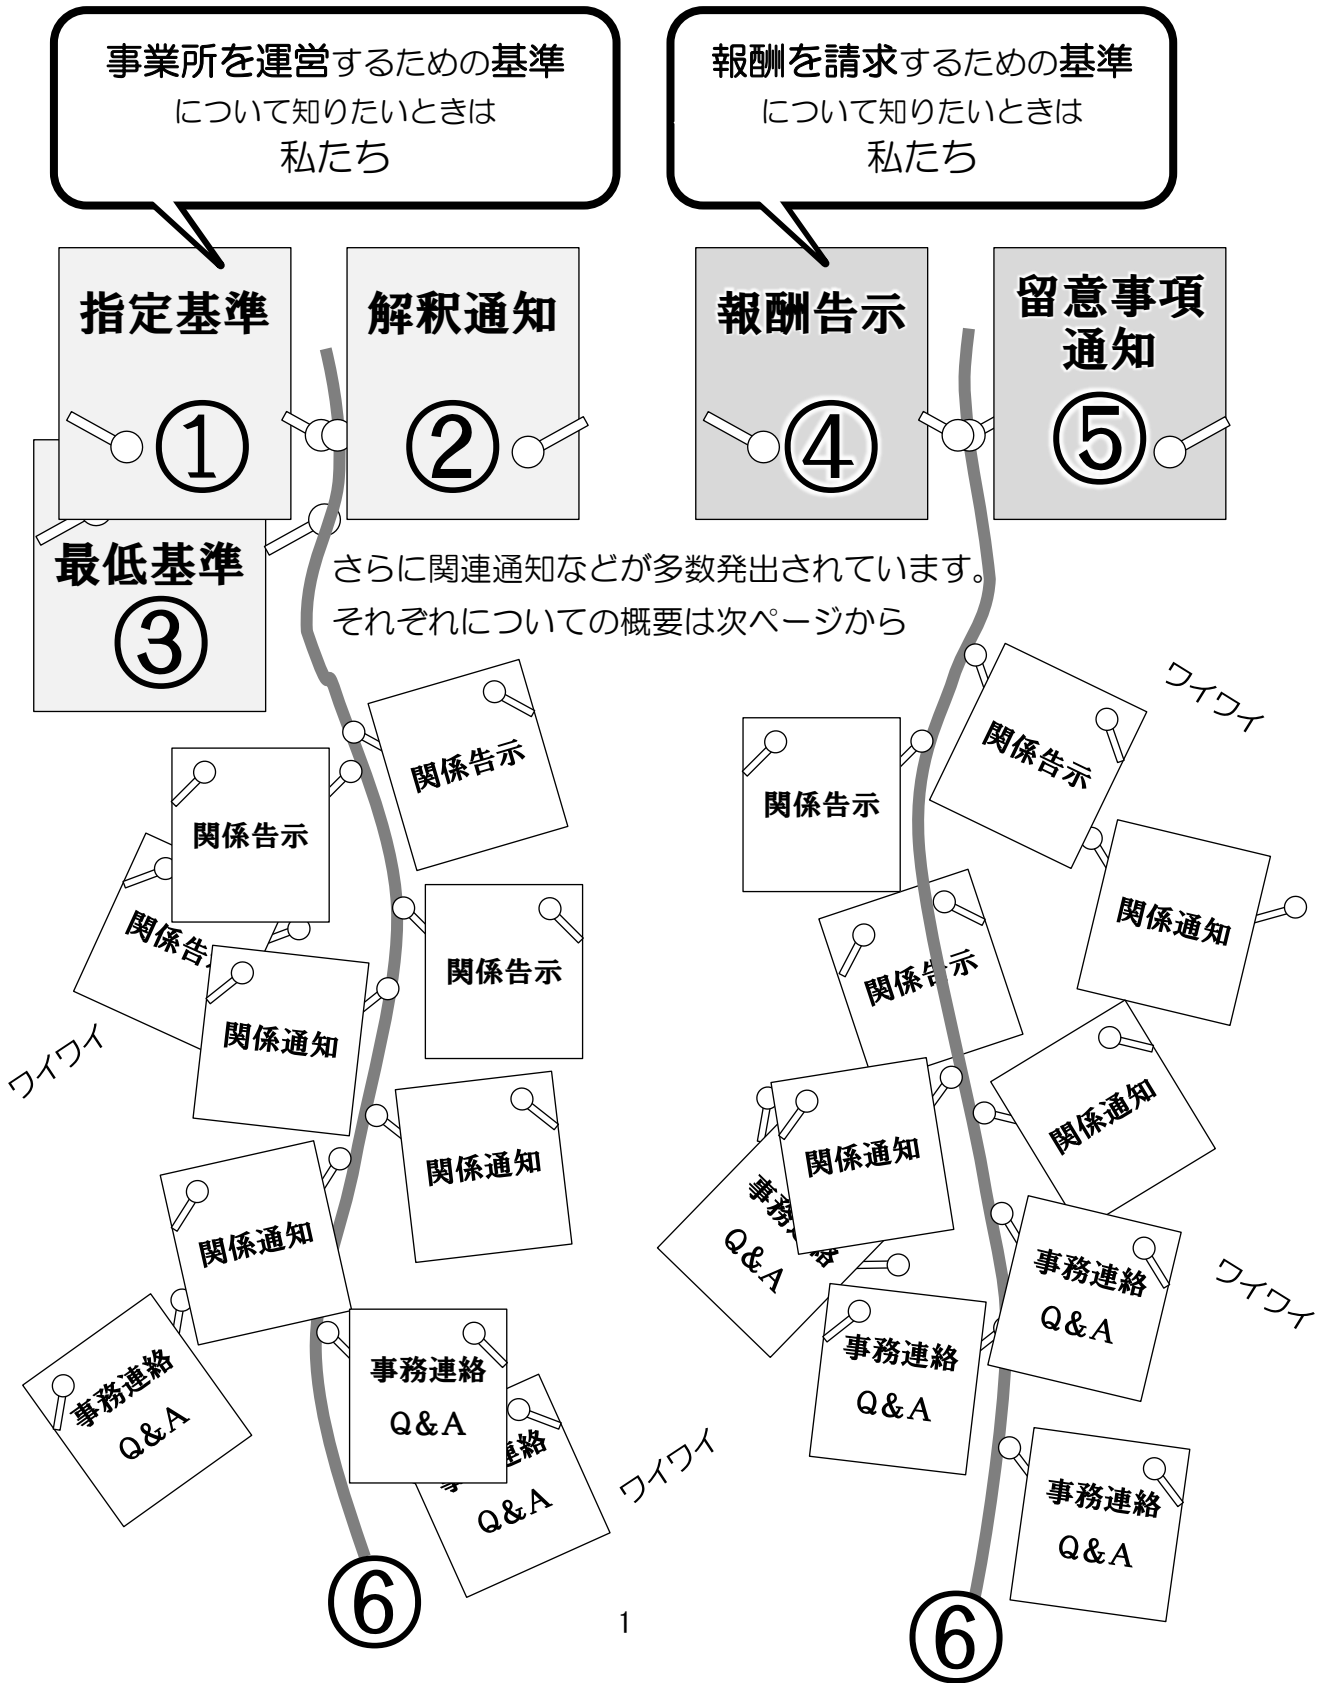 事業所を運営するための基準
について知りたいときは
私たち
報酬を請求するための基準
について知りたいときは
私たち
指定基準
①
解釈通知
②
最低基準
③
報酬告示
④
留意事項
通知
⑤
さらに関連通知などが多数発出されています。
それぞれについての概要は次ページから
関係告示
関係告示
関係告
関係告示
関係通知
ワイワイ
関係通知
関係通知
事務連絡
Q&A
事務連絡
Q&A
連絡
Q&A
ワイワイ
⑥
ワイワイ
関係告示
関係告示
関係通知
関係告示
関係通知
関係通知
事務連絡
Q&A
事務連絡
Q&A
ワイワイ
事務連絡
Q&A
事務連絡
Q&A
⑥
1